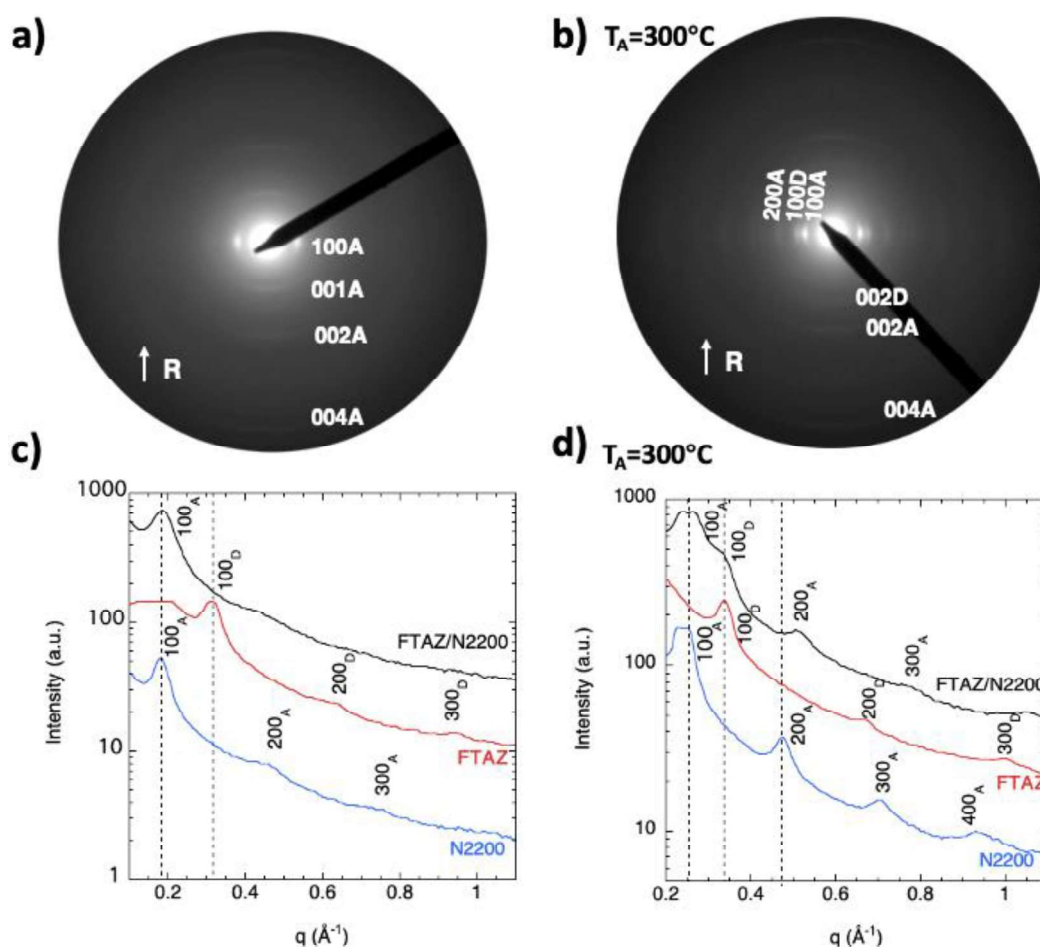 a)
100A
001A
002A
004A
R
b) T_A=300°C
200A
100D
100A
002D
002A
004A
R
c)
1000
100
10
1
Intensity (a.u.)
100_A
100_D
FTAZ/N2200
100_A
200_D
300_D
FTAZ
200_A
300_A
N2200
0.2 0.4 0.6 0.8 1
q (Å⁻¹)
d) T_A=300°C
1000
100
10
Intensity (a.u.)
100_A
100_D
200_A
300_A
FTAZ/N2200
100_D
200_D
300_D
FTAZ
100_A
200_A
300_A
400_A
N2200
0.2 0.4 0.6 0.8 1
q (Å⁻¹)